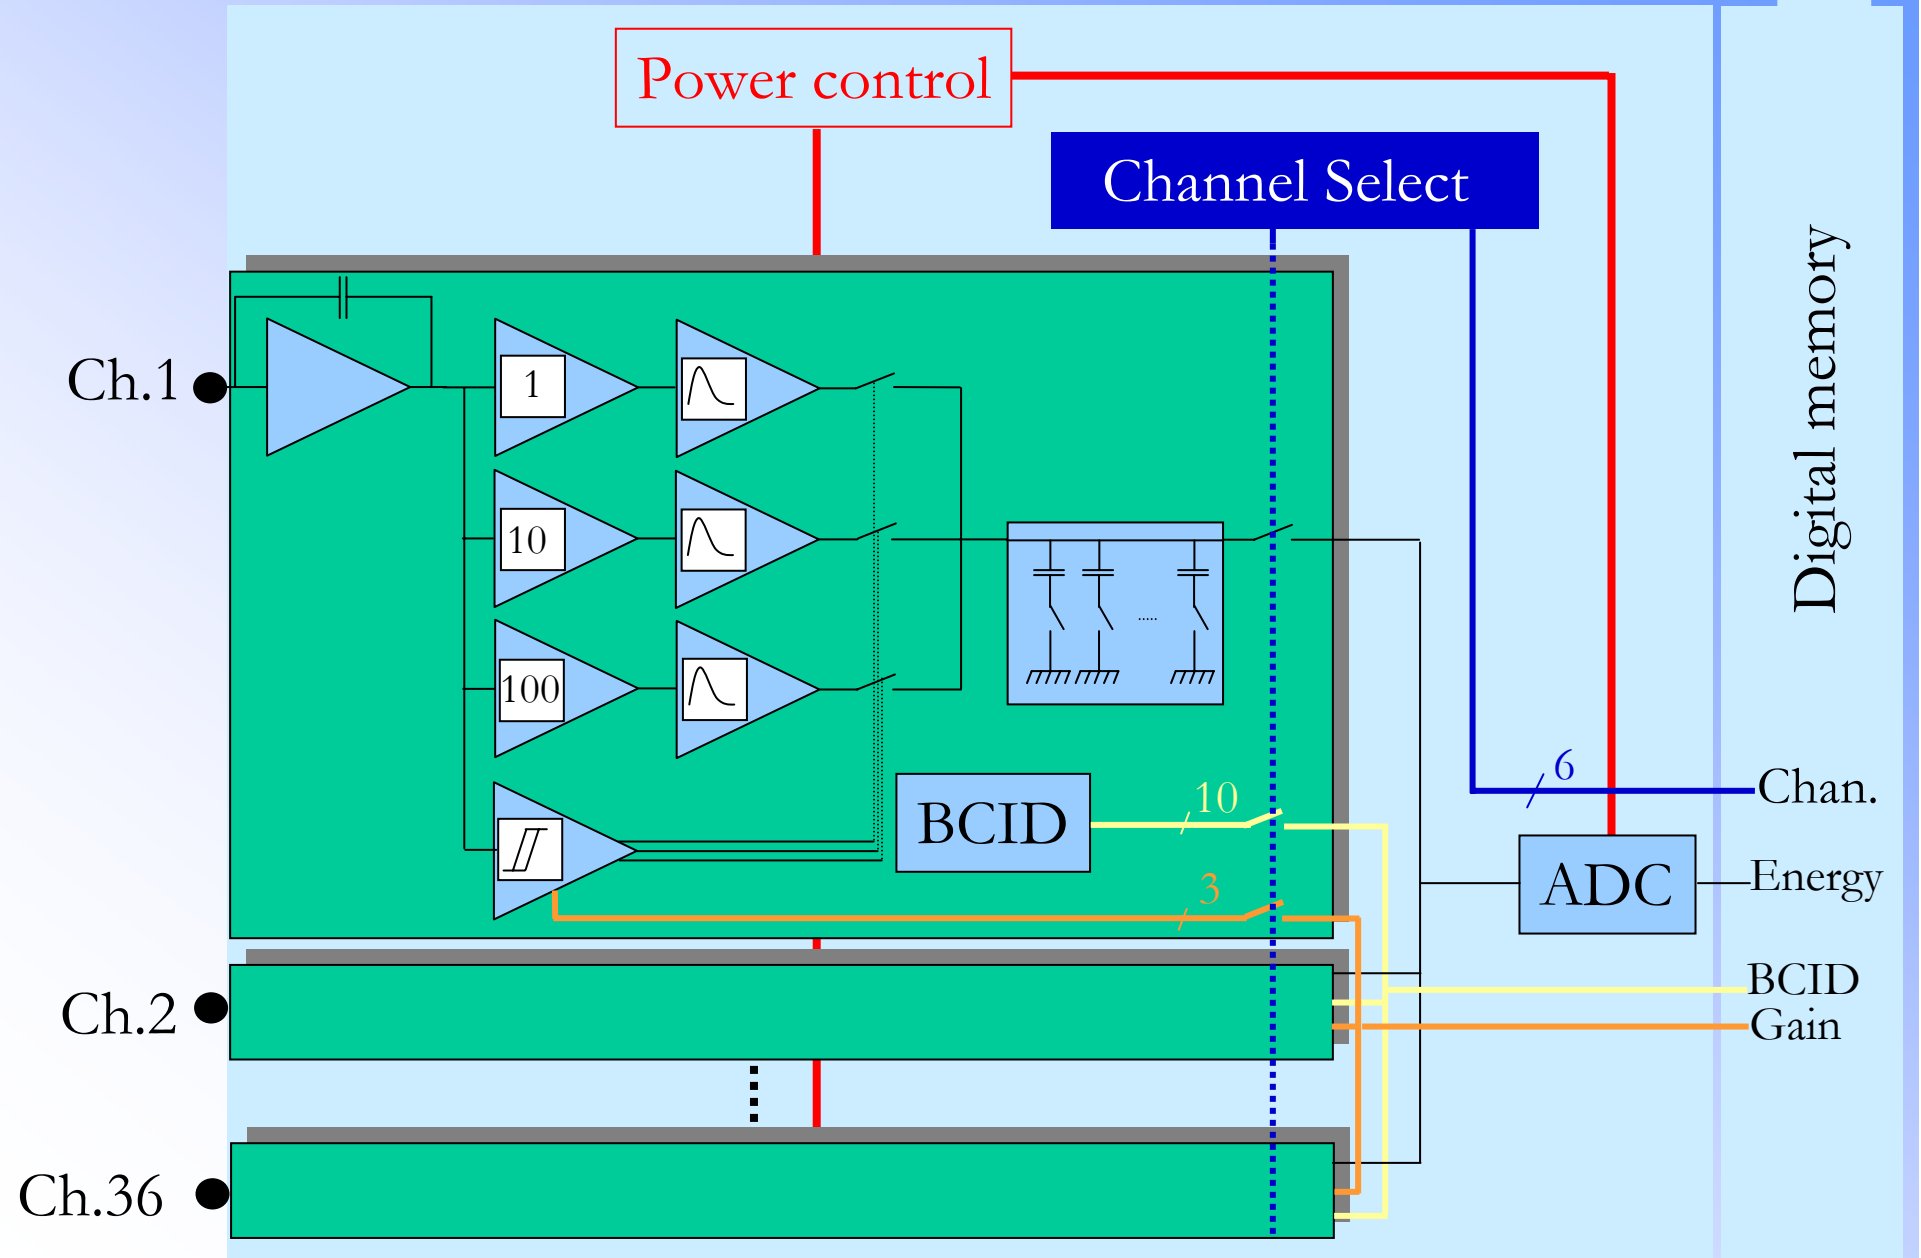 Power control
Channel Select
Digital memory
Ch.1
1
10
100
.....
6
Chan.
BCID
10
3
ADC
Energy
Ch.2
BCID
Gain
Ch.36